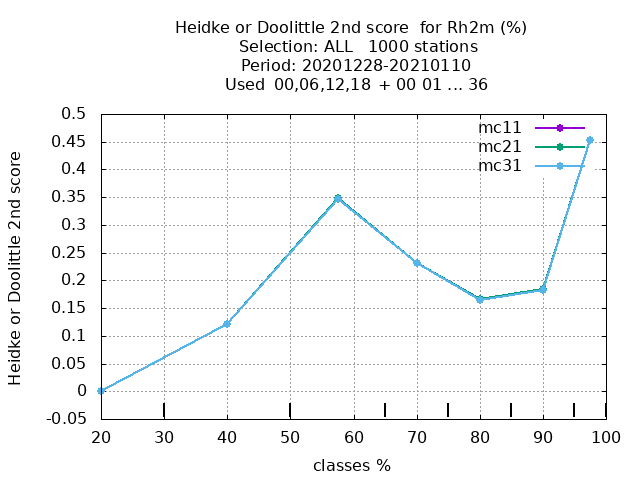 Heidke or Doolittle 2nd score  for Rh2m (%)
Selection: ALL   1000 stations
Period: 20201228-20210110
Used  00,06,12,18 + 00 01 ... 36
Heidke or Doolittle 2nd score
0.5
0.45
0.4
0.35
0.3
0.25
0.2
0.15
0.1
0.05
0
-0.05
mc11
mc21
mc31
20 30 40 50 60 70 80 90 100
classes %